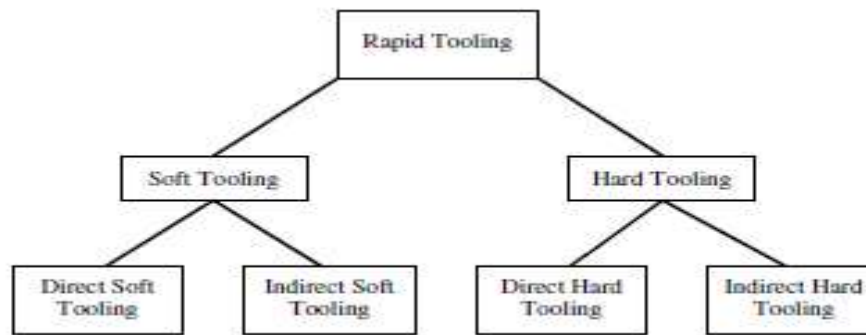 Rapid Tooling
Soft Tooling
Hard Tooling
Direct Soft
Tooling
Indirect Soft
Tooling
Direct Hard
Tooling
Indirect Hard
Tooling